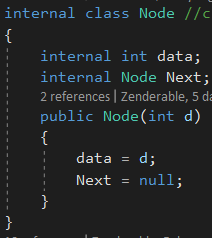 internal class Node //c
{
internal int data;
internal Node Next;
2 references | Zenderable, 5 da
public Node(int d)
{
data = d;
Next = null;
}
}